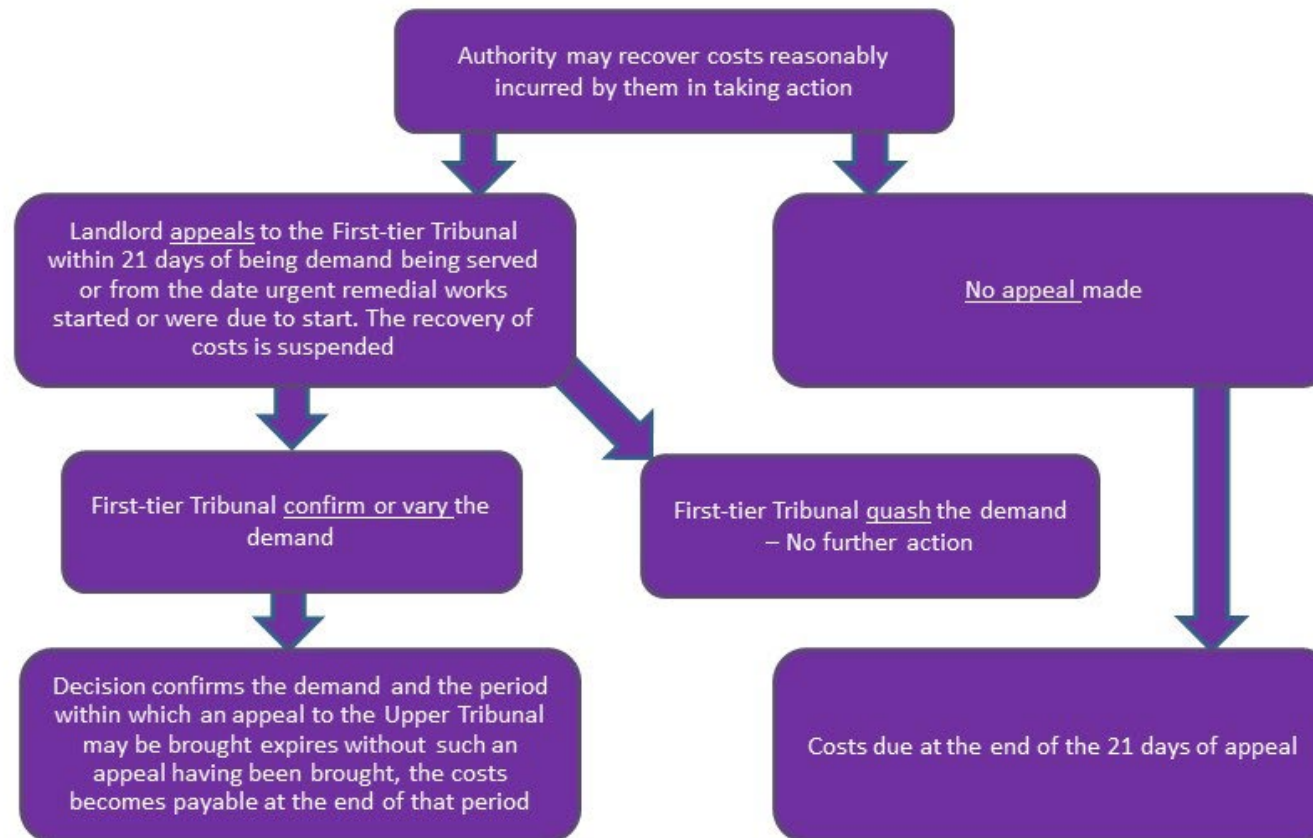 Authority may recover costs reasonably
incurred by them in taking action
Landlord appeals to the First-tier Tribunal
within 21 days of being demand being served
or from the date urgent remedial works
started or were due to start. The recovery of
costs is suspended
No appeal made
First-tier Tribunal confirm or vary the
demand
First-tier Tribunal quash the demand
– No further action
Decision confirms the demand and the period
within which an appeal to the Upper Tribunal
may be brought expires without such an
appeal having been brought, the costs
becomes payable at the end of that period
Costs due at the end of the 21 days of appeal